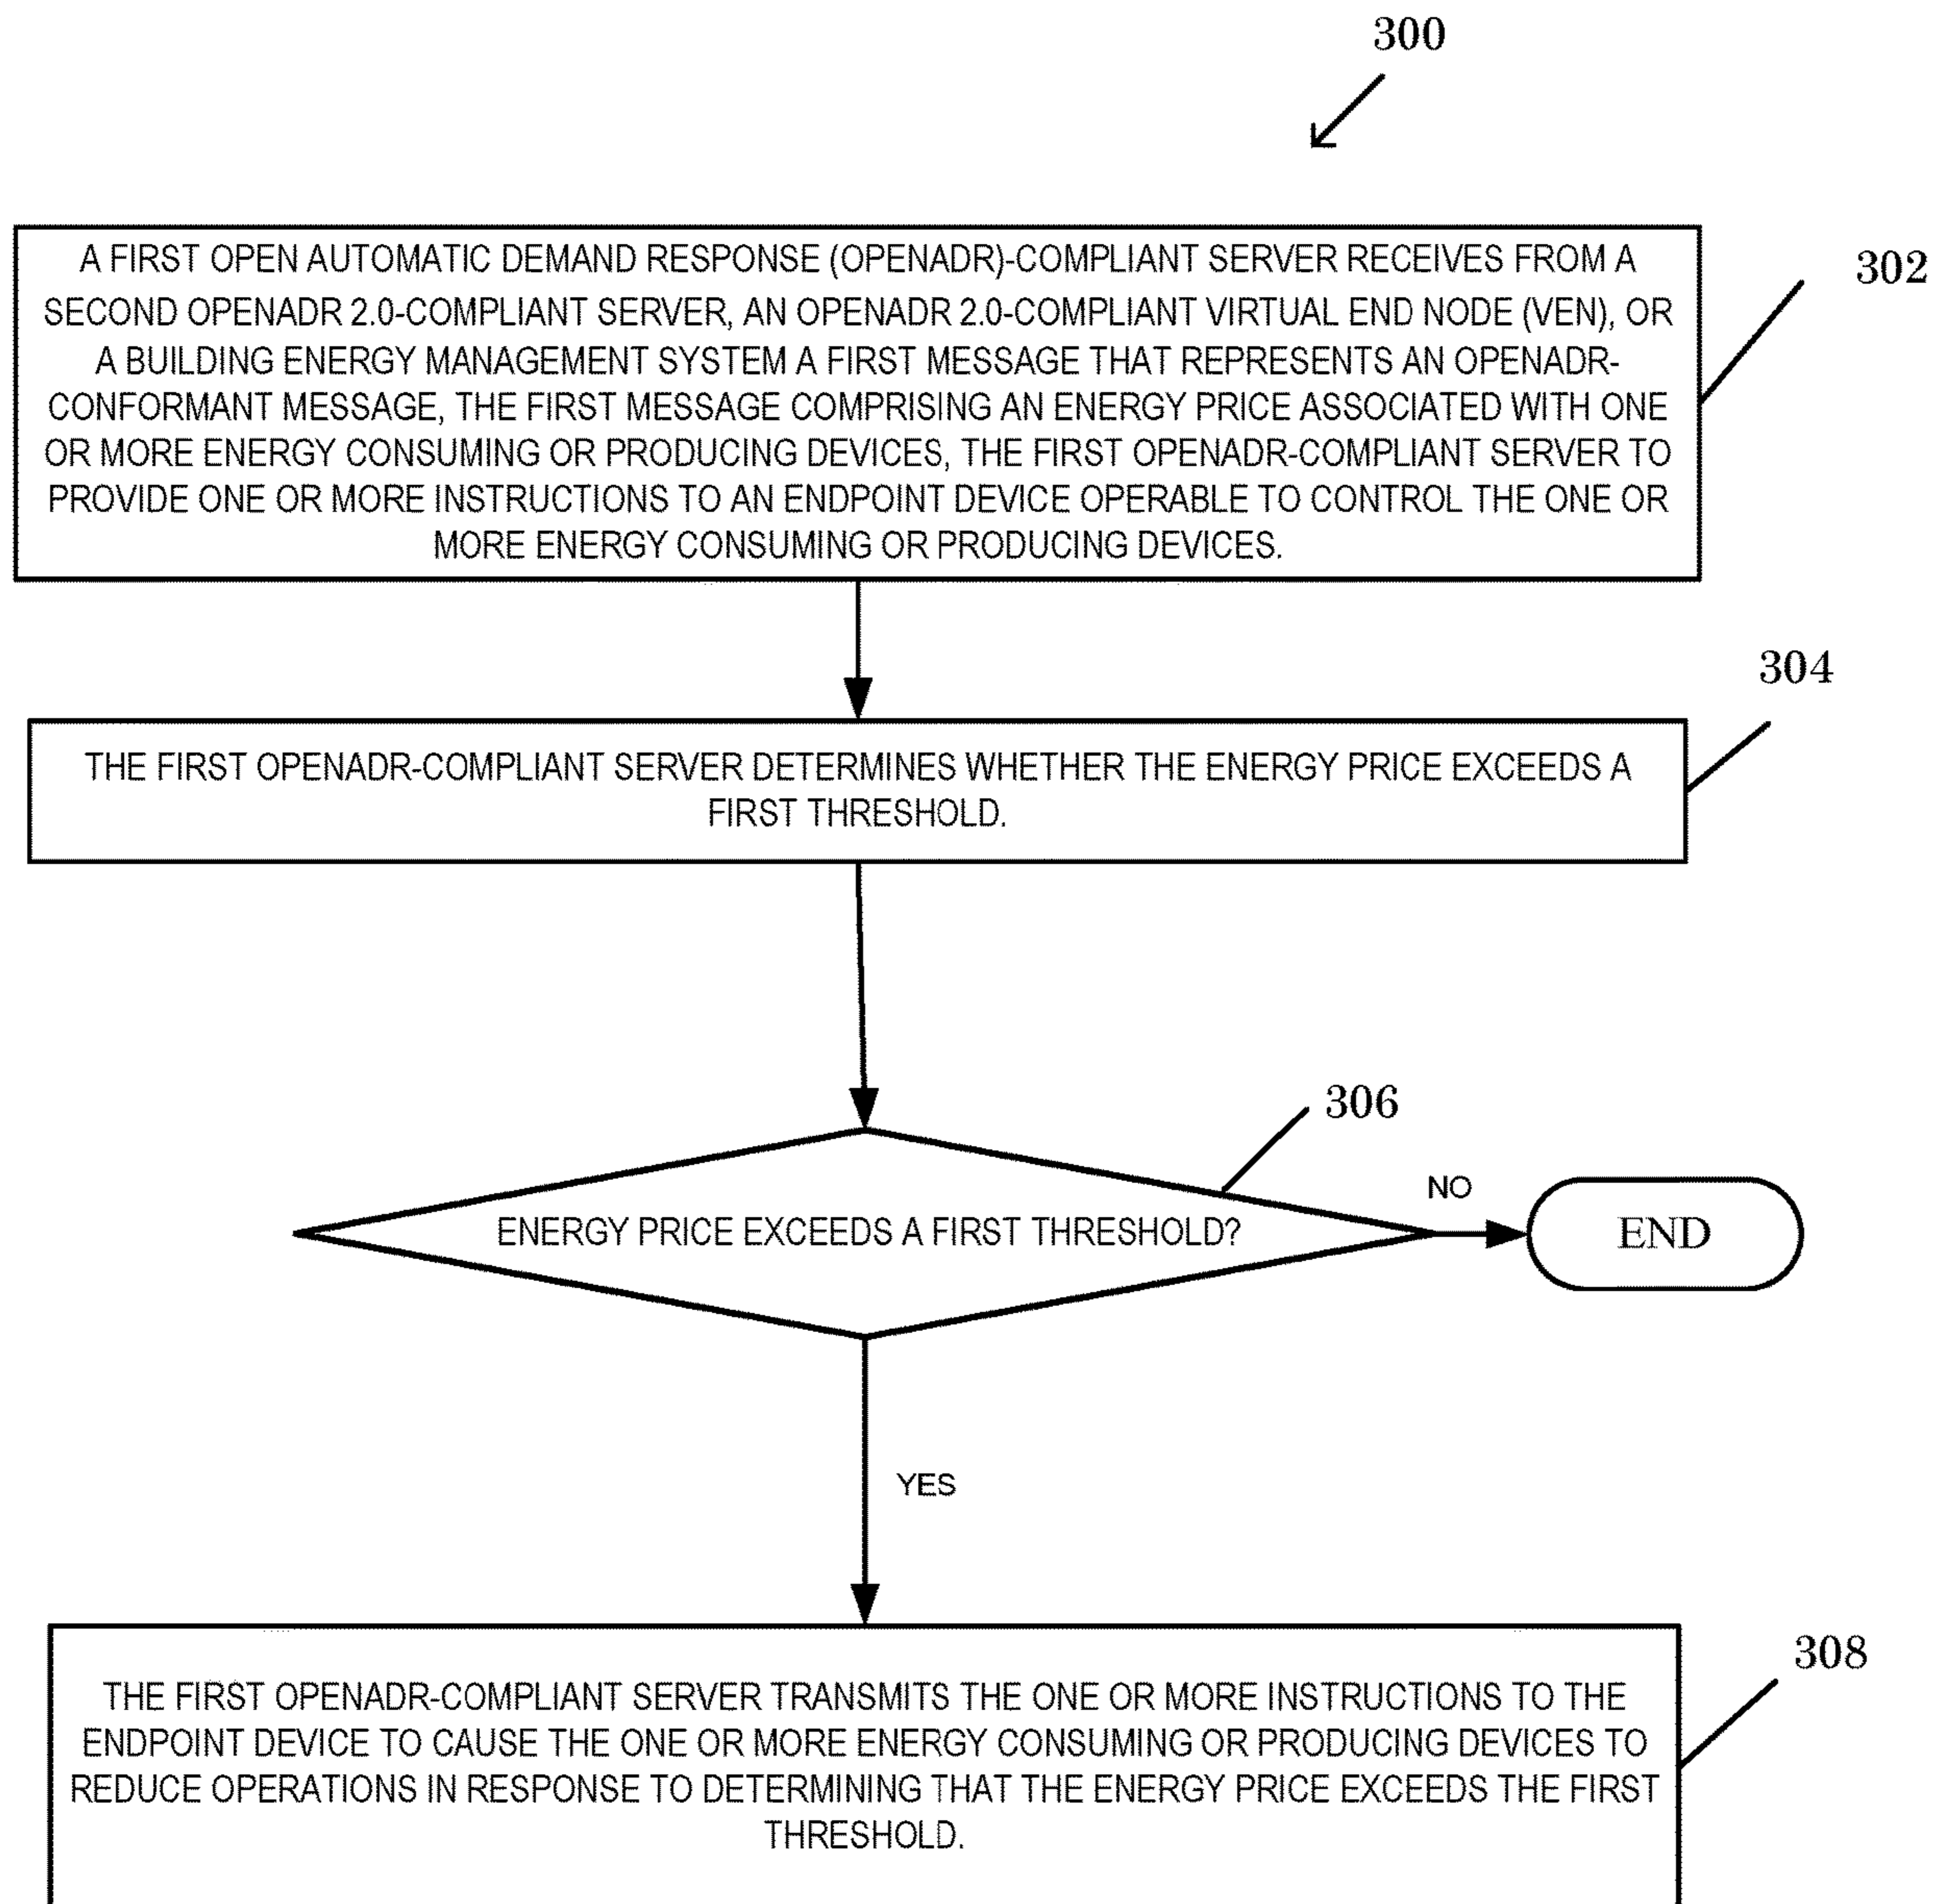 300
A FIRST OPEN AUTOMATIC DEMAND RESPONSE (OPENADR)-COMPLIANT SERVER RECEIVES FROM A
SECOND OPENADR 2.0-COMPLIANT SERVER, AN OPENADR 2.0-COMPLIANT VIRTUAL END NODE (VEN), OR
A BUILDING ENERGY MANAGEMENT SYSTEM A FIRST MESSAGE THAT REPRESENTS AN OPENADR-
CONFORMANT MESSAGE, THE FIRST MESSAGE COMPRISING AN ENERGY PRICE ASSOCIATED WITH ONE
OR MORE ENERGY CONSUMING OR PRODUCING DEVICES, THE FIRST OPENADR-COMPLIANT SERVER TO
PROVIDE ONE OR MORE INSTRUCTIONS TO AN ENDPOINT DEVICE OPERABLE TO CONTROL THE ONE OR
MORE ENERGY CONSUMING OR PRODUCING DEVICES.
302
304
THE FIRST OPENADR-COMPLIANT SERVER DETERMINES WHETHER THE ENERGY PRICE EXCEEDS A
FIRST THRESHOLD.
306
ENERGY PRICE EXCEEDS A FIRST THRESHOLD?
NO
END
YES
308
THE FIRST OPENADR-COMPLIANT SERVER TRANSMITS THE ONE OR MORE INSTRUCTIONS TO THE
ENDPOINT DEVICE TO CAUSE THE ONE OR MORE ENERGY CONSUMING OR PRODUCING DEVICES TO
REDUCE OPERATIONS IN RESPONSE TO DETERMINING THAT THE ENERGY PRICE EXCEEDS THE FIRST
THRESHOLD.